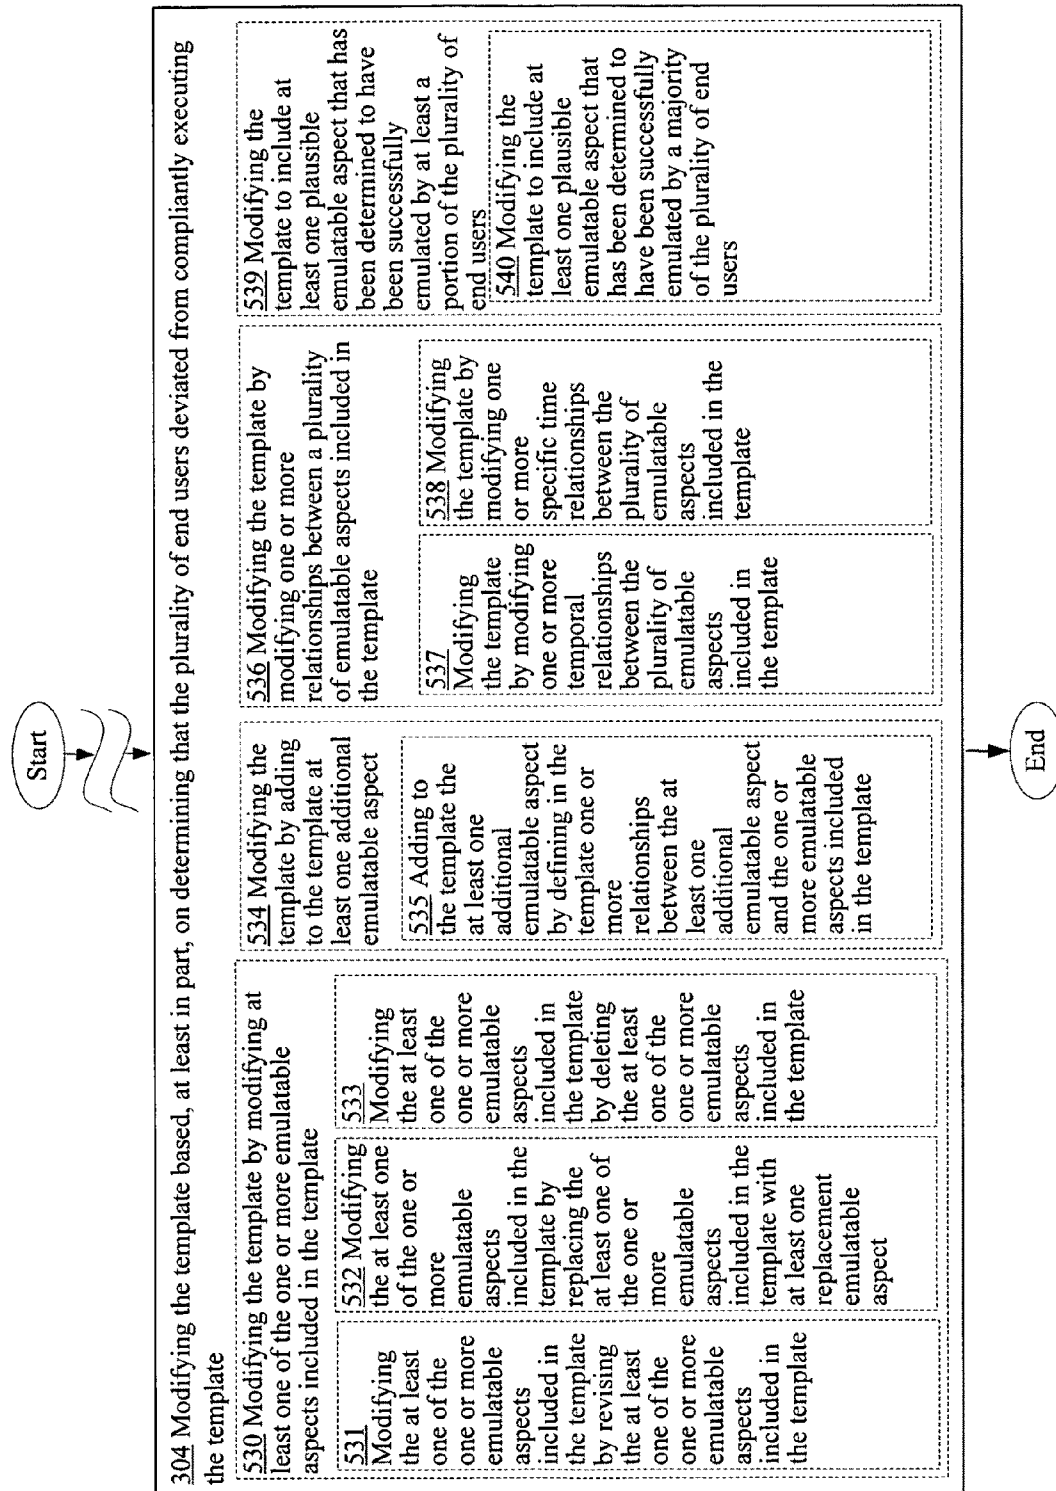 Start
304 Modifying the template based, at least in part, on determining that the plurality of end users deviated from compliantly executing
the template
530 Modifying the template by modifying at
least one of the one or more emulatable
aspects included in the template
531
Modifying
the at least
one of the
one or more
emulatable
aspects
included in
the template
by revising
the at least
one of the
one or more
emulatable
aspects
included in
the template
532 Modifying
the at least one
of the one or
more
emulatable
aspects
included in the
template by
replacing the
at least one of
the one or
more
emulatable
aspects
included in the
template with
at least one
replacement
emulatable
aspect
533
Modifying
the at least
one of the
one or more
emulatable
aspects
included in
the template
by deleting
the at least
one of the
one or more
emulatable
aspects
included in
the template
534 Modifying the
template by adding
to the template at
least one additional
emulatable aspect
535 Adding to
the template the
at least one
additional
emulatable aspect
by defining in the
template one or
more
relationships
between the at
least one
additional
emulatable aspect
and the one or
more emulatable
aspects included
in the template
536 Modifying the template by
modifying one or more
relationships between a plurality
of emulatable aspects included in
the template
537
Modifying
the template
by modifying
one or more
temporal
relationships
between the
plurality of
emulatable
aspects
included in
the template
538 Modifying
the template by
modifying one
or more
specific time
relationships
between the
plurality of
emulatable
aspects
included in the
template
539 Modifying the
template to include at
least one plausible
emulatable aspect that has
been determined to have
been successfully
emulated by at least a
portion of the plurality of
end users
540 Modifying the
template to include at
least one plausible
emulatable aspect that
has been determined to
have been successfully
emulated by a majority
of the plurality of end
users
End